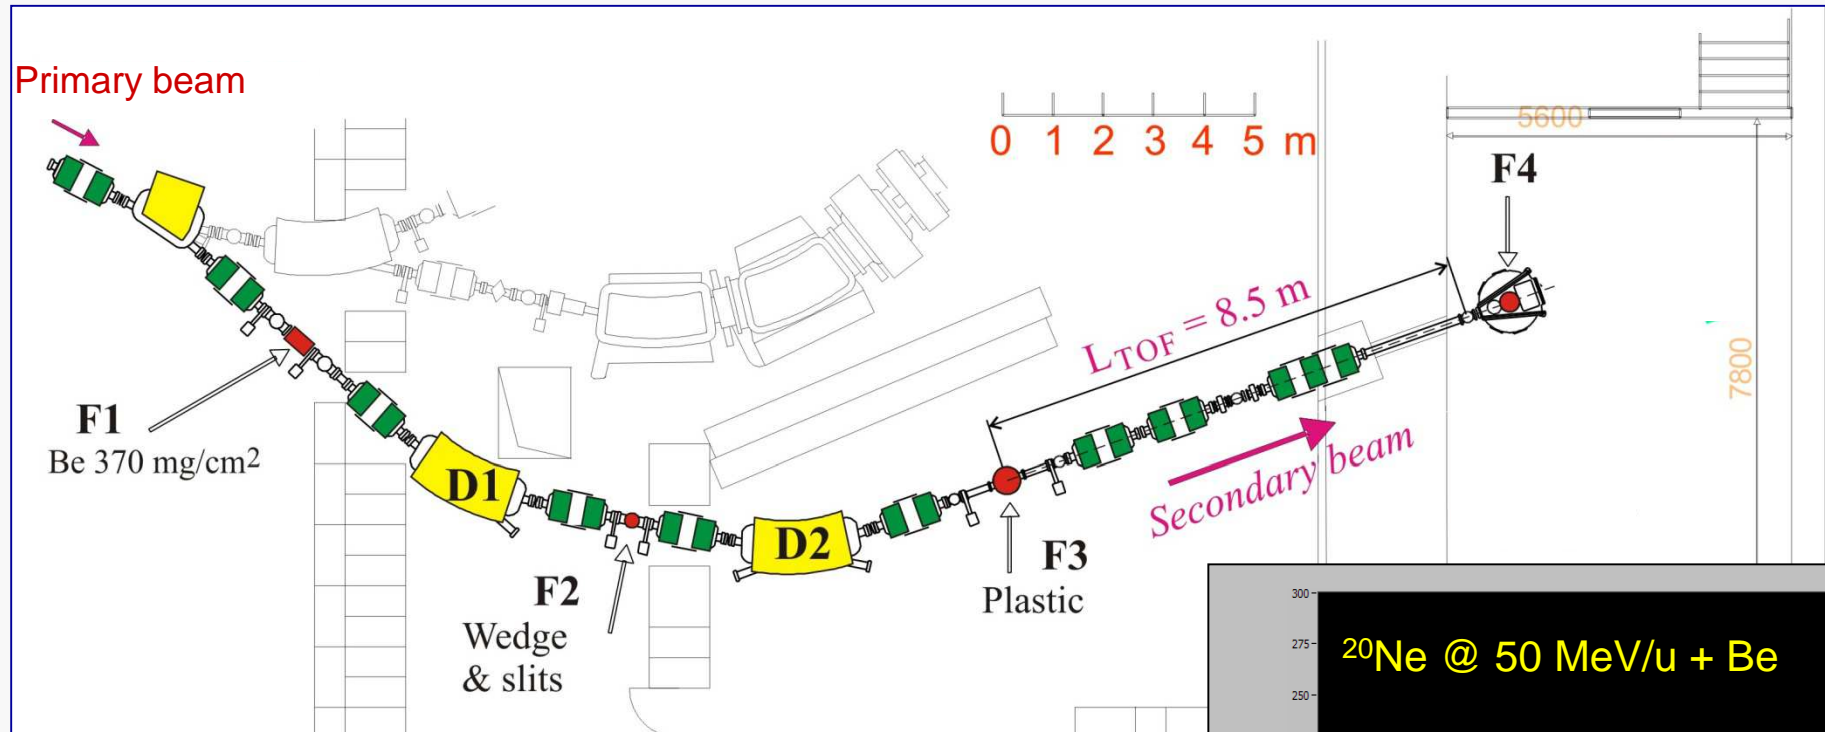 Primary beam
0 1 2 3 4 5 m
5600
F4
L_TOF = 8.5 m
7800
F1
Be 370 mg/cm²
D1
Secondary beam
D2
F3
Plastic
F2
Wedge
& slits
300
275
250
²⁰Ne @ 50 MeV/u + Be